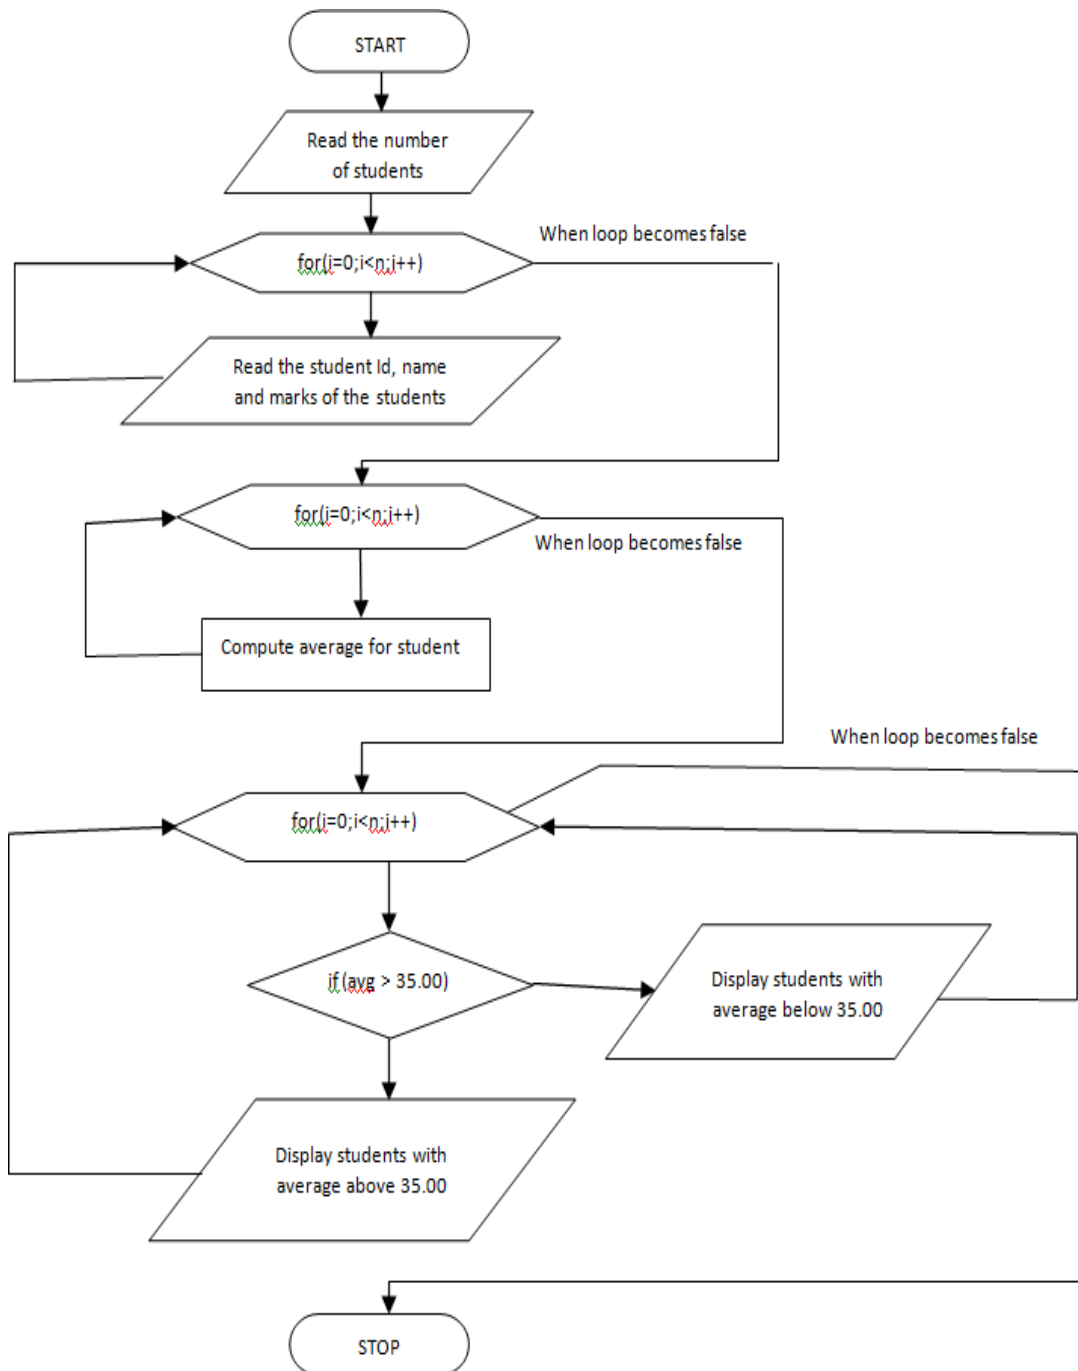 START
Read the number
of students
When loop becomes false
for(i=0;i<n;i++)
Read the student Id, name
and marks of the students
for(i=0;i<n;i++)
When loop becomes false
Compute average for student
When loop becomes false
for(i=0;i<n;i++)
if (avg > 35.00)
Display students with
average below 35.00
Display students with
average above 35.00
STOP